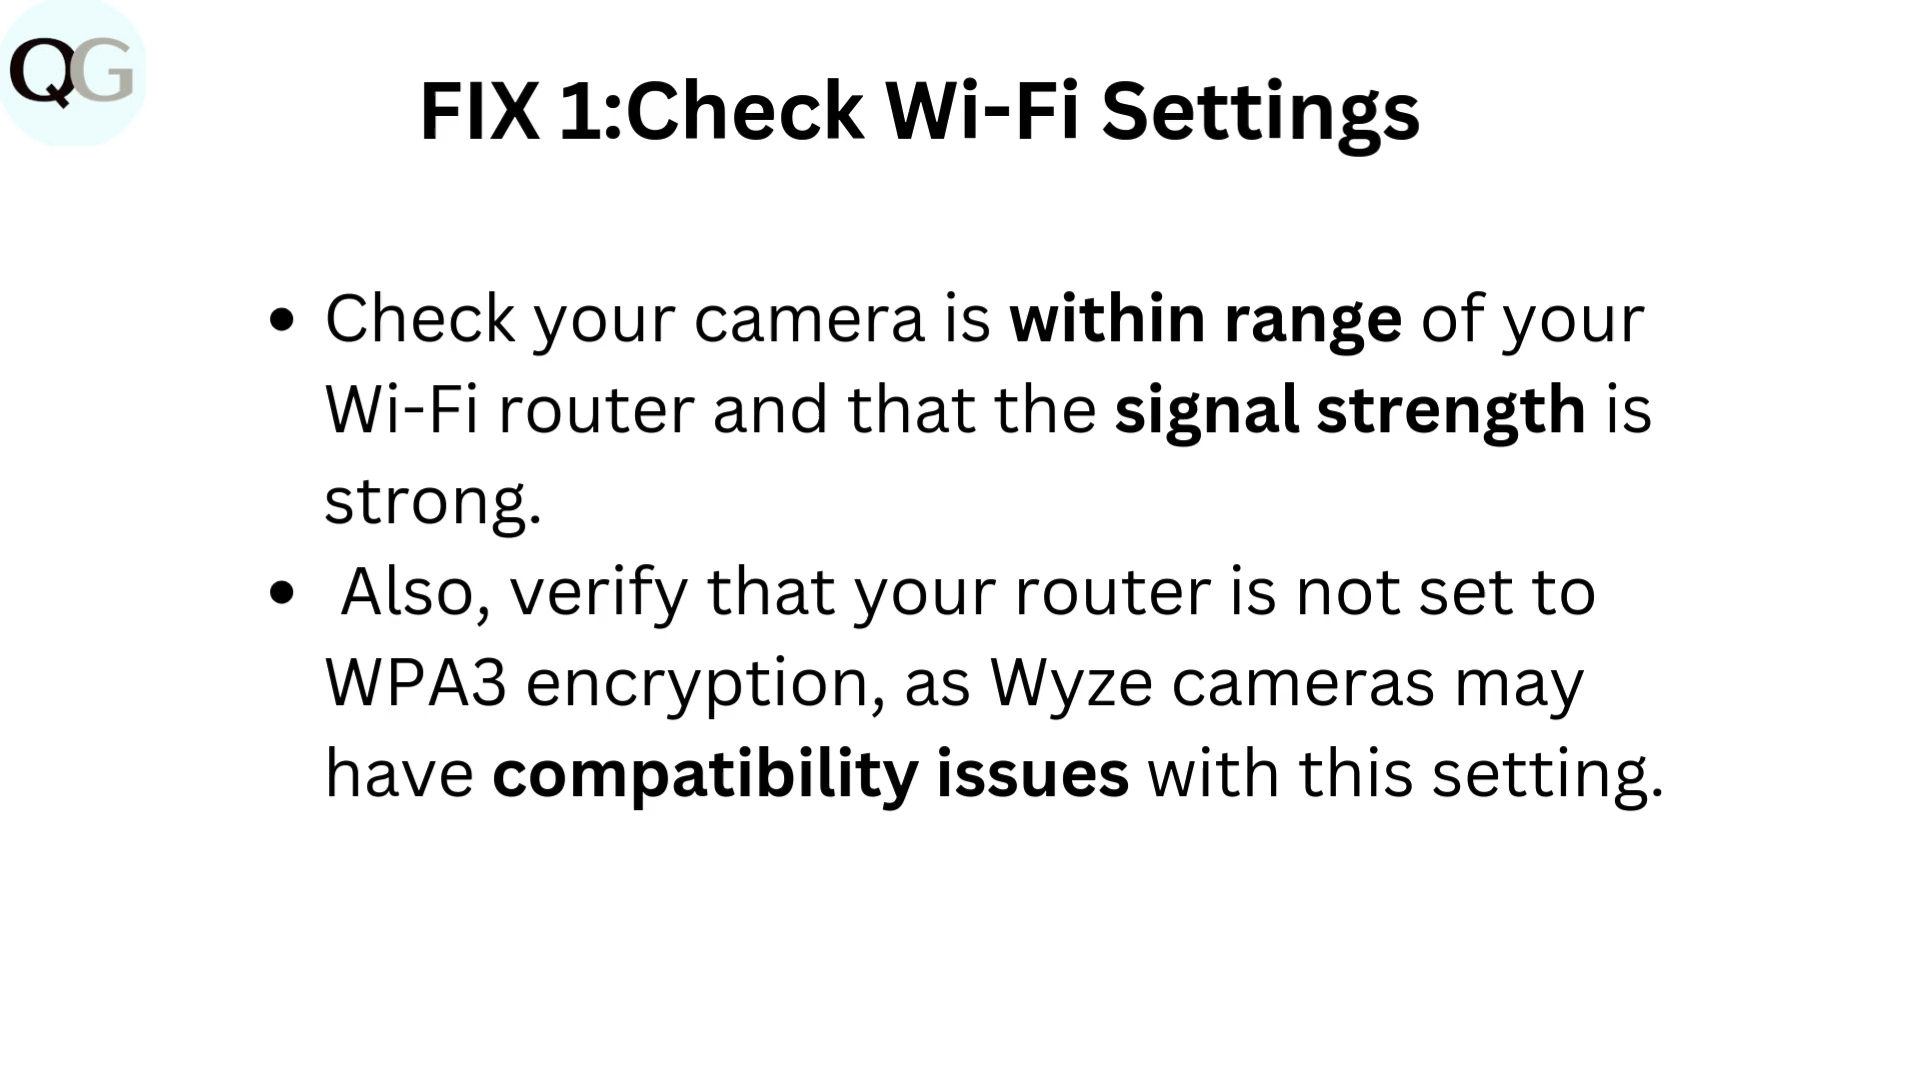 QG
FIX 1:Check Wi-Fi Settings
• Check your camera is within range of your
Wi-Fi router and that the signal strength is
strong.
• Also, verify that your router is not set to
WPA3 encryption, as Wyze cameras may
have compatibility issues with this setting.